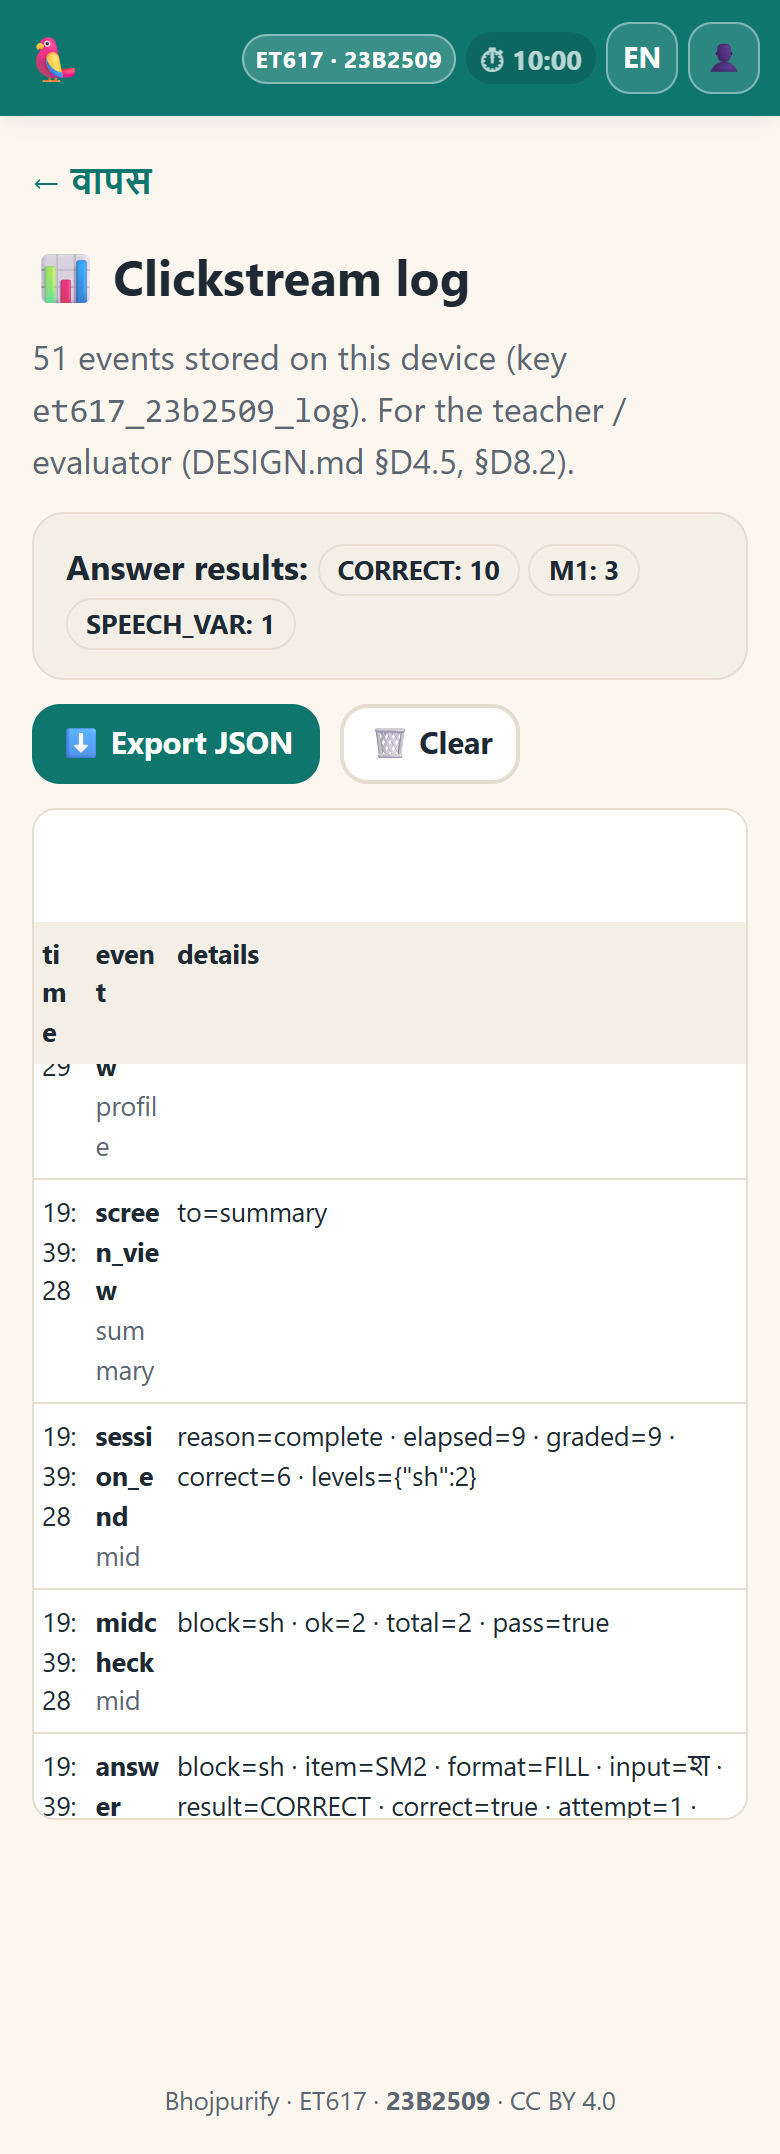 ET617 · 23B2509
⏱ 10:00
EN
← वापस
Clickstream log
51 events stored on this device (key
et617_23b2509_log). For the teacher /
evaluator (DESIGN.md §D4.5, §D8.2).
Answer results: CORRECT: 10 M1: 3
SPEECH_VAR: 1
Export JSON
Clear
ti even details
m t
e
29 w
profil
e
19: scree to=summary
39: n_vie
28 w
sum
mary
19: sessi reason=complete · elapsed=9 · graded=9 ·
39: on_e correct=6 · levels={"sh":2}
28 nd
mid
19: midc block=sh · ok=2 · total=2 · pass=true
39: heck
28 mid
19: answ block=sh · item=SM2 · format=FILL · input=श ·
39: er result=CORRECT · correct=true · attempt=1 ·
Bhojpurify · ET617 · 23B2509 · CC BY 4.0